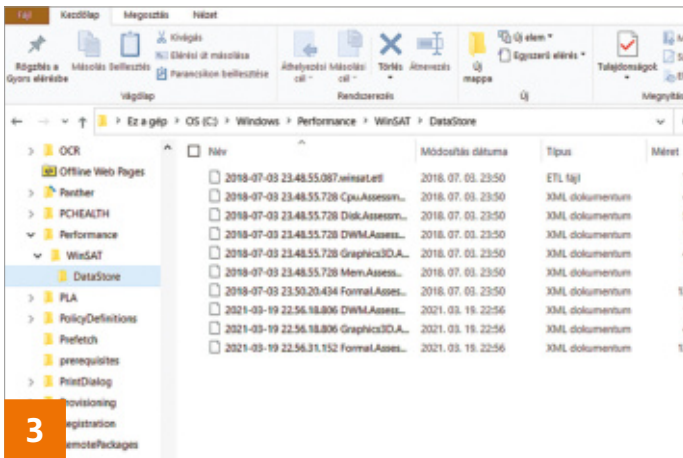 Fájl Kezdőlap Megosztás Nézet
Rögzítés a Gyors elérésbe
Másolás
Beillesztés
Kivágás
Elérési út másolása
Parancsikon beillesztése
Vágólap
Áthelyezési cél
Másolási cél
Törlés
Átnevezés
Rendszerezés
Új mappa
Új elem
Egyszerű elérés
Új
Tulajdonságok
Megnyitás
Ez a gép > OS (C:) > Windows > Performance > WinSAT > DataStore
OCR
Offline Web Pages
Panther
PCHEALTH
Performance
WinSAT
DataStore
PLA
PolicyDefinitions
Prefetch
prerequisites
PrintDialog
Provisioning
egistration
emotePackages
Név Módosítás dátuma Típus Méret
2018-07-03 23.48.55.087.winsat.etl 2018. 07. 03. 23:50 ETL fájl
2018-07-03 23.48.55.728 Cpu.Assessm... 2018. 07. 03. 23:50 XML dokumentum
2018-07-03 23.48.55.728 Disk.Assessm... 2018. 07. 03. 23:50 XML dokumentum
2018-07-03 23.48.55.728 DWM.Assess... 2018. 07. 03. 23:50 XML dokumentum
2018-07-03 23.48.55.728 Graphics3D.A... 2018. 07. 03. 23:50 XML dokumentum
2018-07-03 23.48.55.728 Mem.Assess... 2018. 07. 03. 23:50 XML dokumentum
2018-07-03 23.50.20.434 Formal.Asses... 2018. 07. 03. 23:50 XML dokumentum
2021-03-19 22.56.18.806 DWM.Assess... 2021. 03. 19. 22:56 XML dokumentum
2021-03-19 22.56.18.806 Graphics3D.A... 2021. 03. 19. 22:56 XML dokumentum
2021-03-19 22.56.31.152 Formal.Asses... 2021. 03. 19. 22:56 XML dokumentum
3